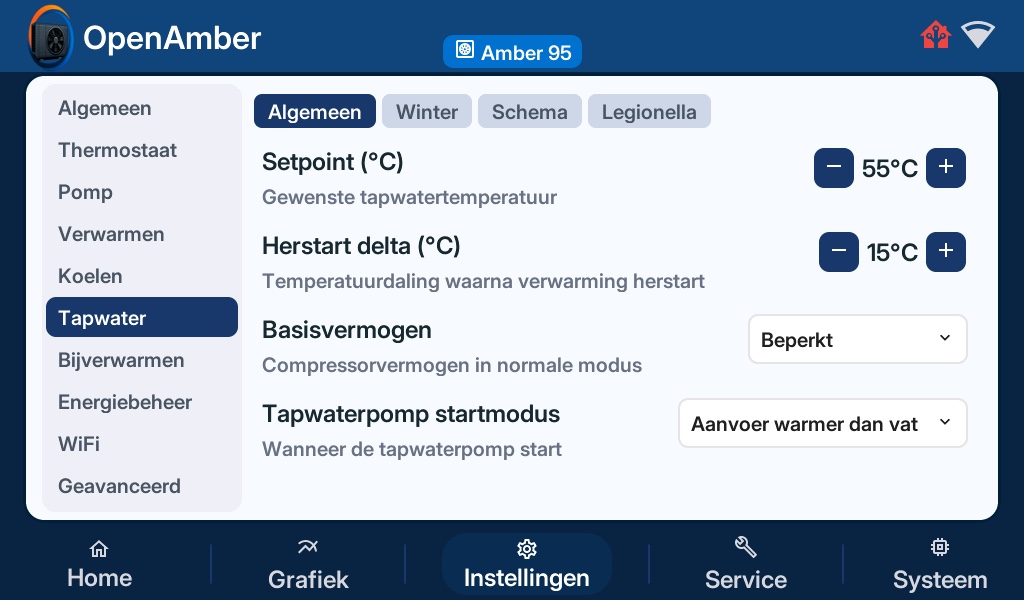 OpenAmber
Amber 95
Algemeen
Thermostaat
Pomp
Verwarmen
Koelen
Tapwater
Bijverwarmen
Energiebeheer
WiFi
Geavanceerd
Algemeen Winter Schema Legionella
Setpoint (°C)
Gewenste tapwatertemperatuur
− 55°C +
Herstart delta (°C)
Temperatuurdaling waarna verwarming herstart
− 15°C +
Basisvermogen
Compressorvermogen in normale modus
Beperkt
Tapwaterpomp startmodus
Wanneer de tapwaterpomp start
Aanvoer warmer dan vat
Home Grafiek Instellingen Service Systeem